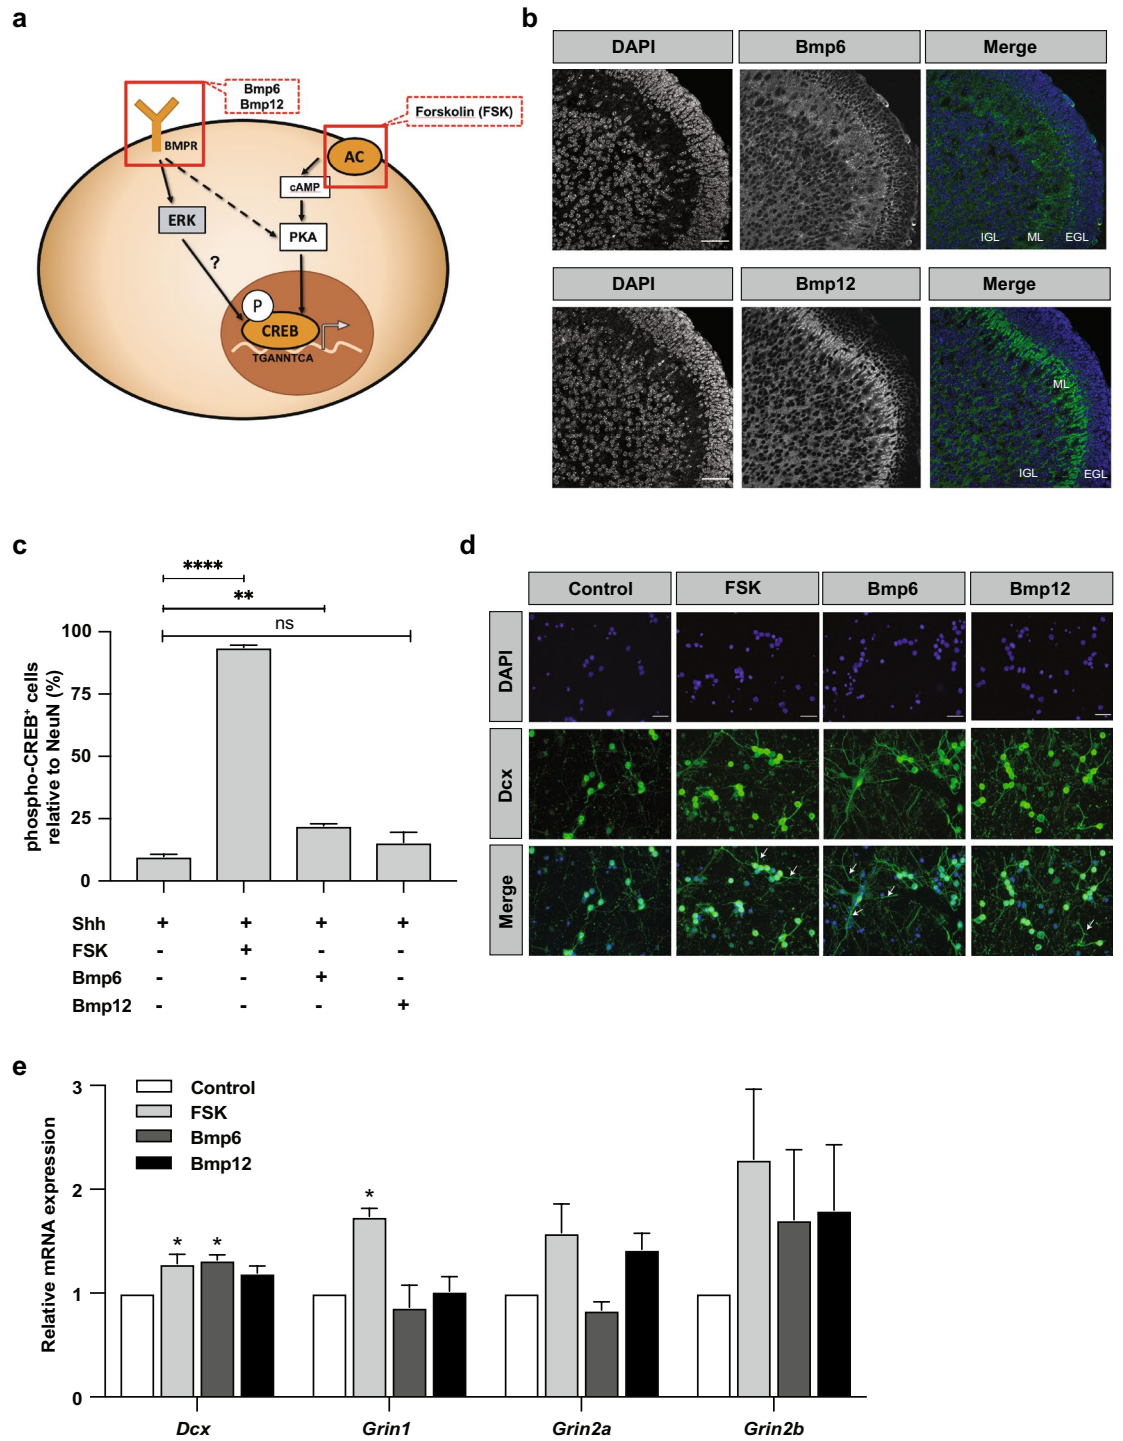 a
Bmp6
Bmp12
Forskolin (FSK)
BMPR
AC
cAMP
ERK
PKA
?
P
CREB
TGANNTCA
b
DAPI
Bmp6
Merge
IGL
ML
EGL
DAPI
Bmp12
Merge
ML
IGL
EGL
c
****
**
ns
100
75
50
25
0
phospho-CREB⁺ cells
relative to NeuN (%)
Shh + + + +
FSK - + - -
Bmp6 - - + -
Bmp12 - - - +
d
Control
FSK
Bmp6
Bmp12
DAPI
Dcx
Merge
e
Control
FSK
Bmp6
Bmp12
3
2
1
0
Relative mRNA expression
* *
*
Dcx
Grin1
Grin2a
Grin2b